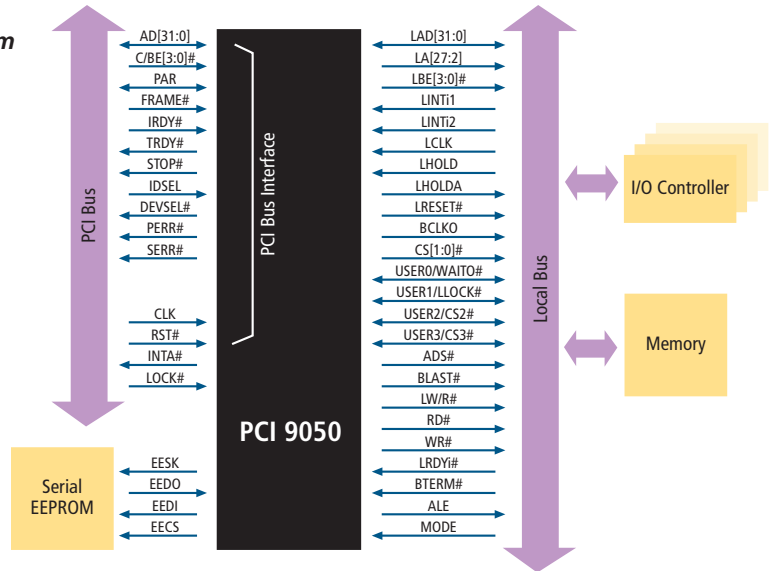 m
AD[31:0]
C/BE[3:0]#
PAR
FRAME#
IRDY#
TRDY#
STOP#
IDSEL
DEVSEL#
PERR#
SERR#
CLK
RST#
INTA#
LOCK#
PCI Bus
EESK
EEDO
EEDI
EECS
Serial
EEPROM
PCI Bus Interface
PCI 9050
LAD[31:0]
LA[27:2]
LBE[3:0]#
LINTi1
LINTi2
LCLK
LHOLD
LHOLDA
LRESET#
BCLKO
CS[1:0]#
USER0/WAITO#
USER1/LLOCK#
USER2/CS2#
USER3/CS3#
ADS#
BLAST#
LW/R#
RD#
WR#
LRDYi#
BTERM#
ALE
MODE
Local Bus
I/O Controller
Memory